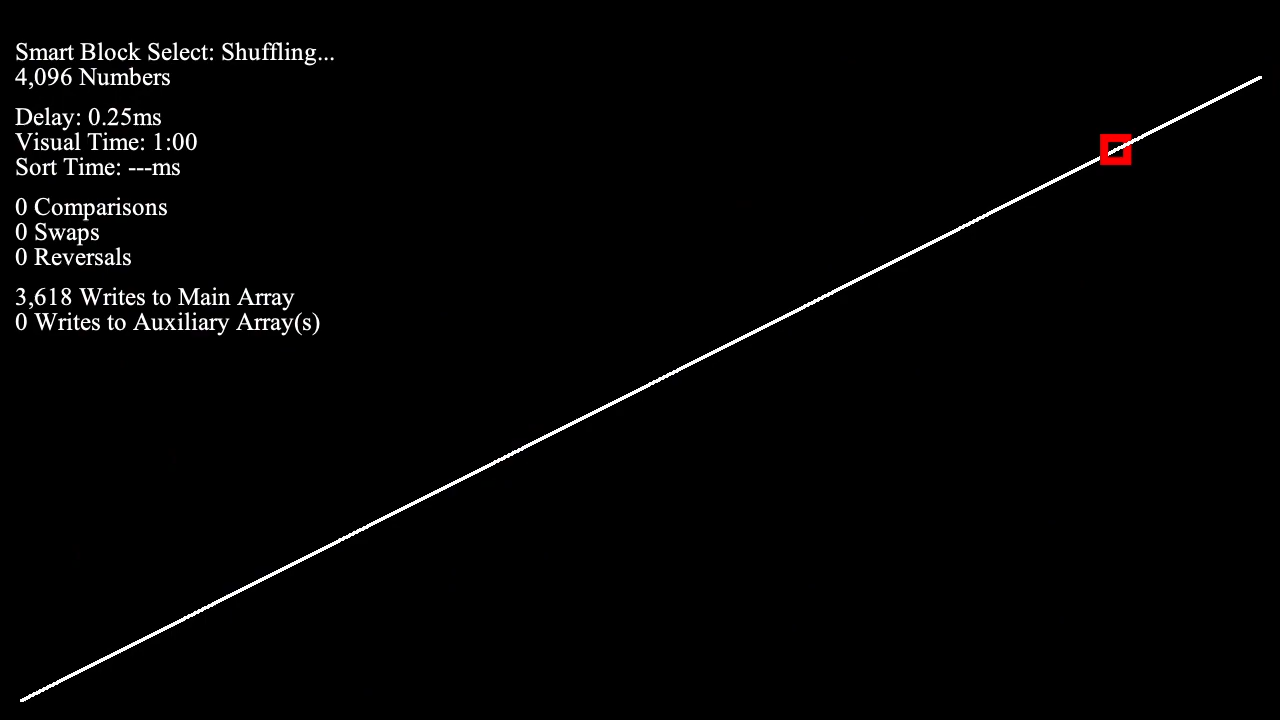 Smart Block Select: Shuffling...
4,096 Numbers
Delay: 0.25ms
Visual Time: 1:00
Sort Time: ---ms
0 Comparisons
0 Swaps
0 Reversals
3,618 Writes to Main Array
0 Writes to Auxiliary Array(s)